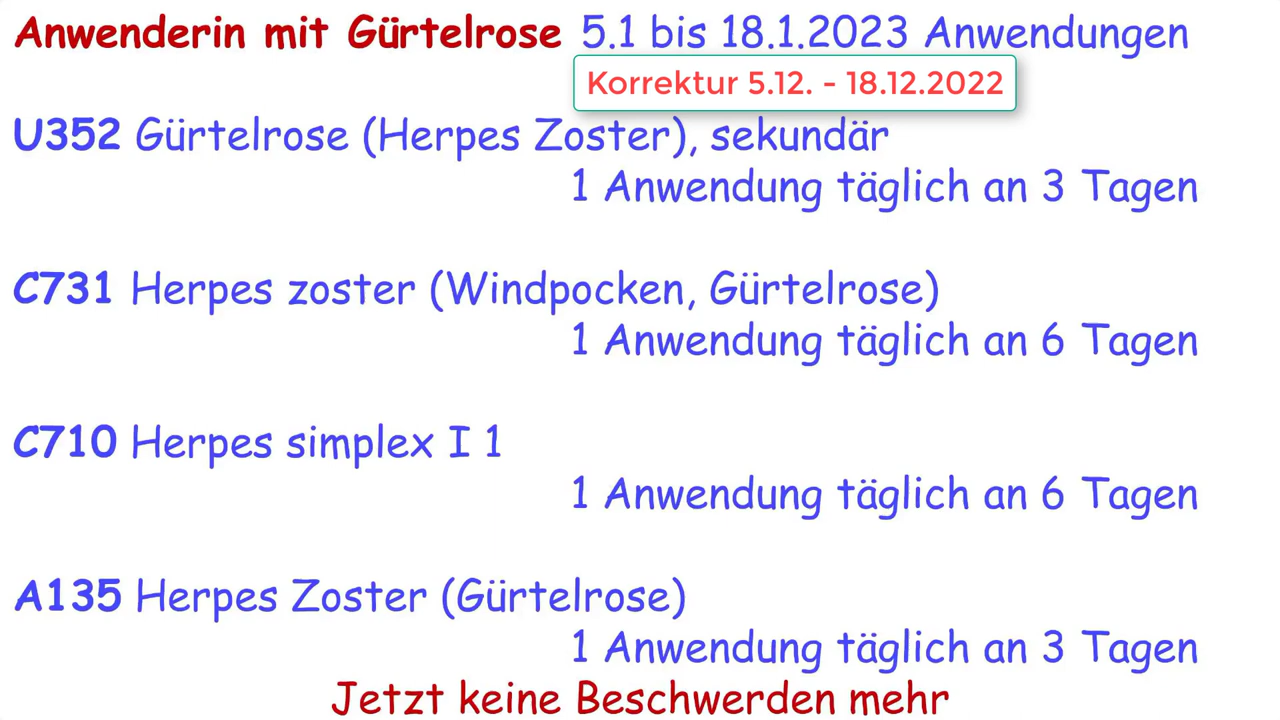 Anwenderin mit Gürtelrose 5.1 bis 18.1.2023 Anwendungen
Korrektur 5.12. - 18.12.2022
U352 Gürtelrose (Herpes Zoster), sekundär
1 Anwendung täglich an 3 Tagen
C731 Herpes zoster (Windpocken, Gürtelrose)
1 Anwendung täglich an 6 Tagen
C710 Herpes simplex I 1
1 Anwendung täglich an 6 Tagen
A135 Herpes Zoster (Gürtelrose)
1 Anwendung täglich an 3 Tagen
Jetzt keine Beschwerden mehr